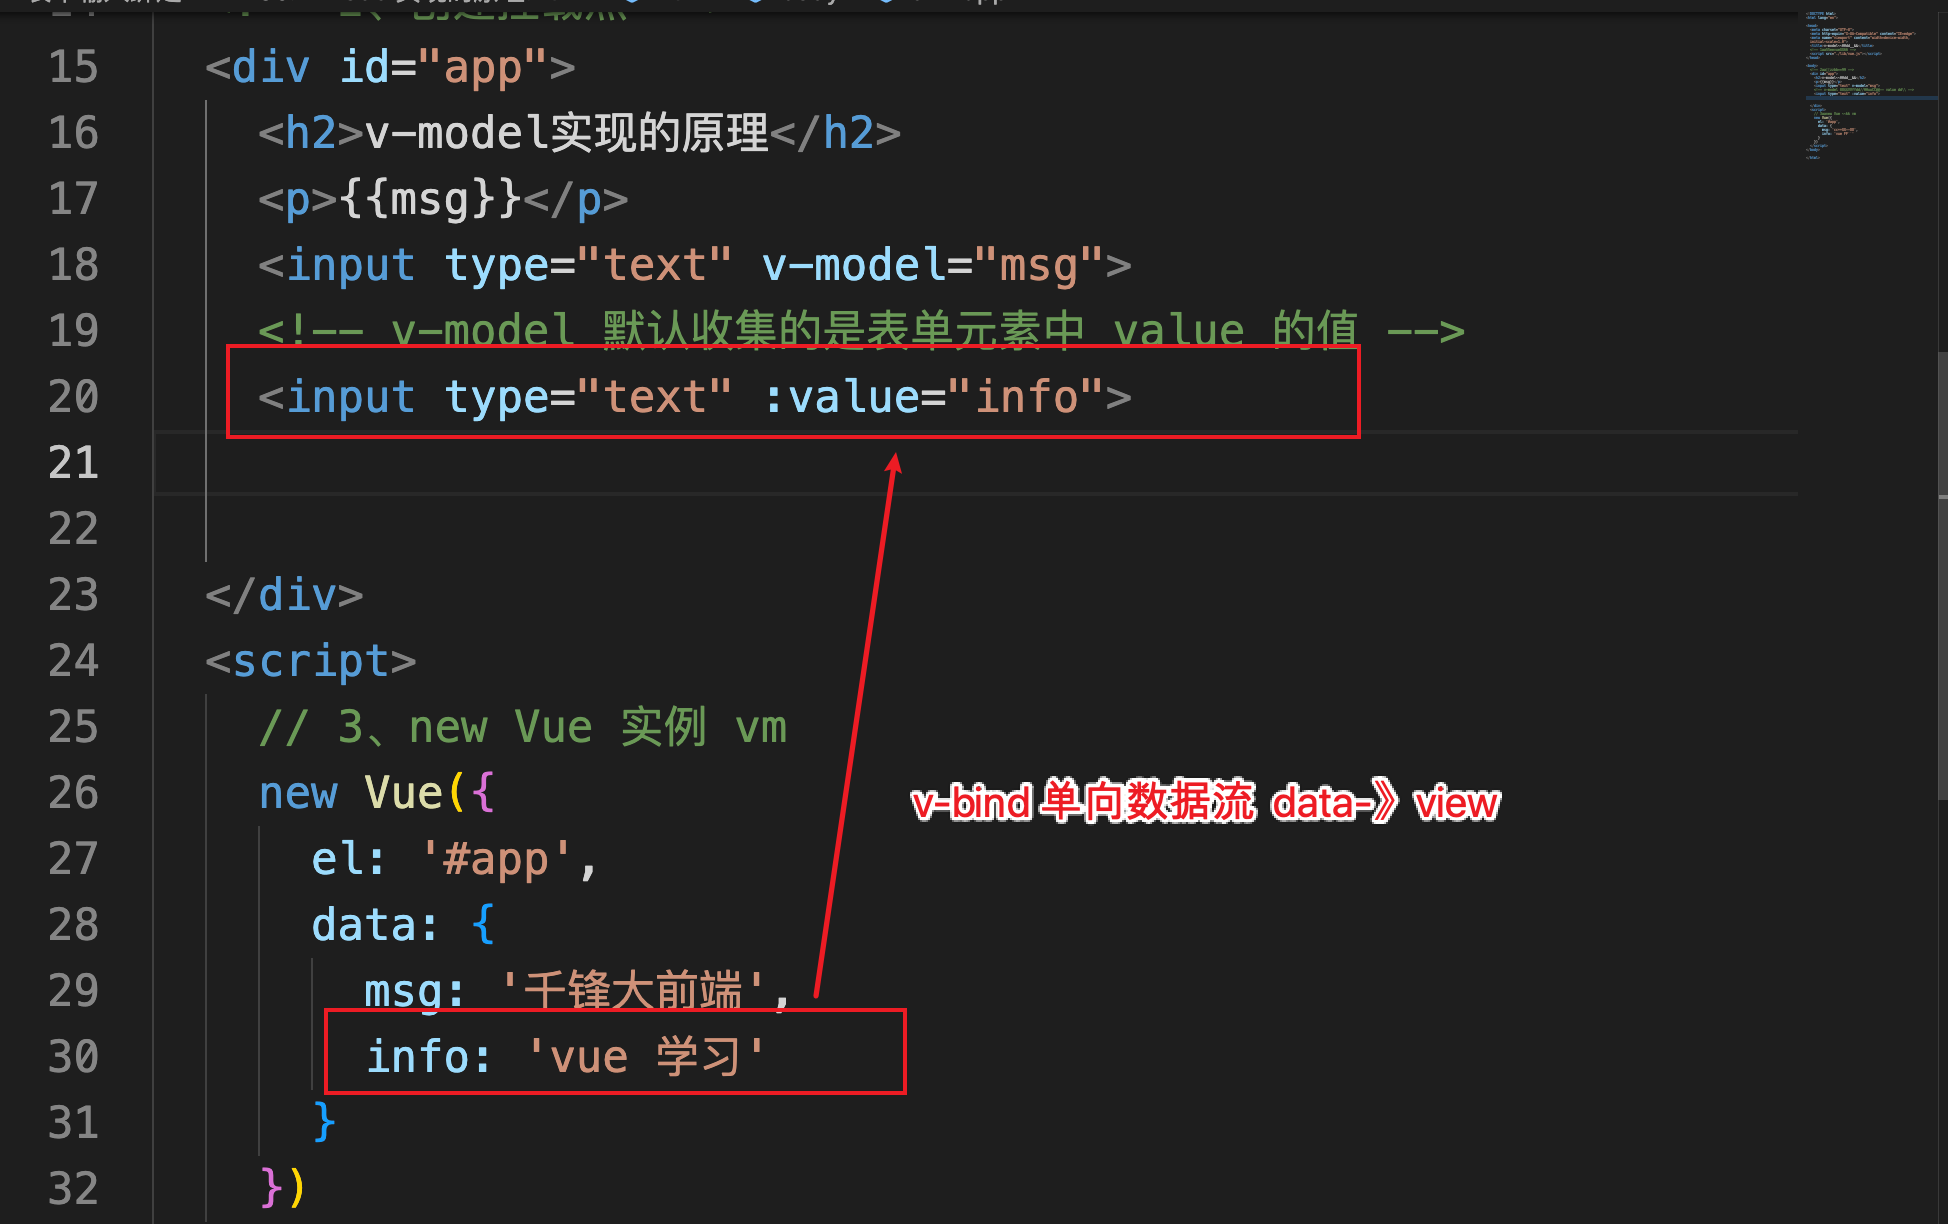 15 <div id="app">
16 <h2>v-model实现的原理</h2>
17 <p>{{msg}}</p>
18 <input type="text" v-model="msg">
19 <!-- v-model 默认收集的是表单元素中 value 的值 -->
20 <input type="text" :value="info">
21
22
23 </div>
24 <script>
25 // 3、new Vue 实例 vm
26 new Vue({
v-bind 单向数据流 data-》view
27 el: '#app',
28 data: {
29 msg: '千锋大前端',
30 info: 'vue 学习'
31 }
32 })